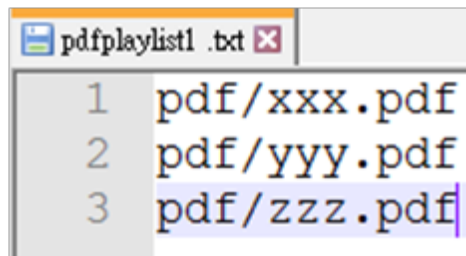 pdfplaylist1 .txt
1 pdf/xxx.pdf
2 pdf/yyy.pdf
3 pdf/zzz.pdf